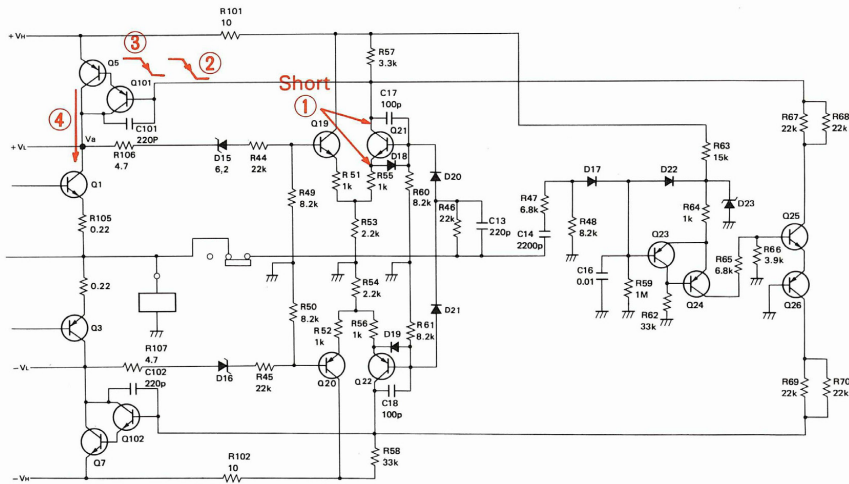 R101
10
+VH
R57
3.3k
③
②
Q5
Q101
Short
①
C17
100p
④
C101
220P
Va
Q19
Q21
R67
22k
R68
22k
+VL
R106
4.7
D15
6,2
R44
22k
D18
R63
15k
Q1
R51
1k
R55
1k
R60
8.2k
D20
D17
D22
R49
8.2k
R47
6.8k
R105
0.22
R46
22k
R48
8.2k
R64
1k
D23
R53
2.2k
C13
220p
C14
2200p
Q23
Q25
R65
6.8k
R66
3.9k
C16
0.01
R59
1M
Q24
Q26
R54
2.2k
R62
33k
0.22
R50
8.2k
D21
Q3
R52
1k
R56
1k
D19
R61
8.2k
R107
4.7
-VL
C102
220p
D16
R45
22k
Q20
Q22
R69
22k
R70
22k
C18
100p
Q102
Q7
R58
33k
R102
10
-VH